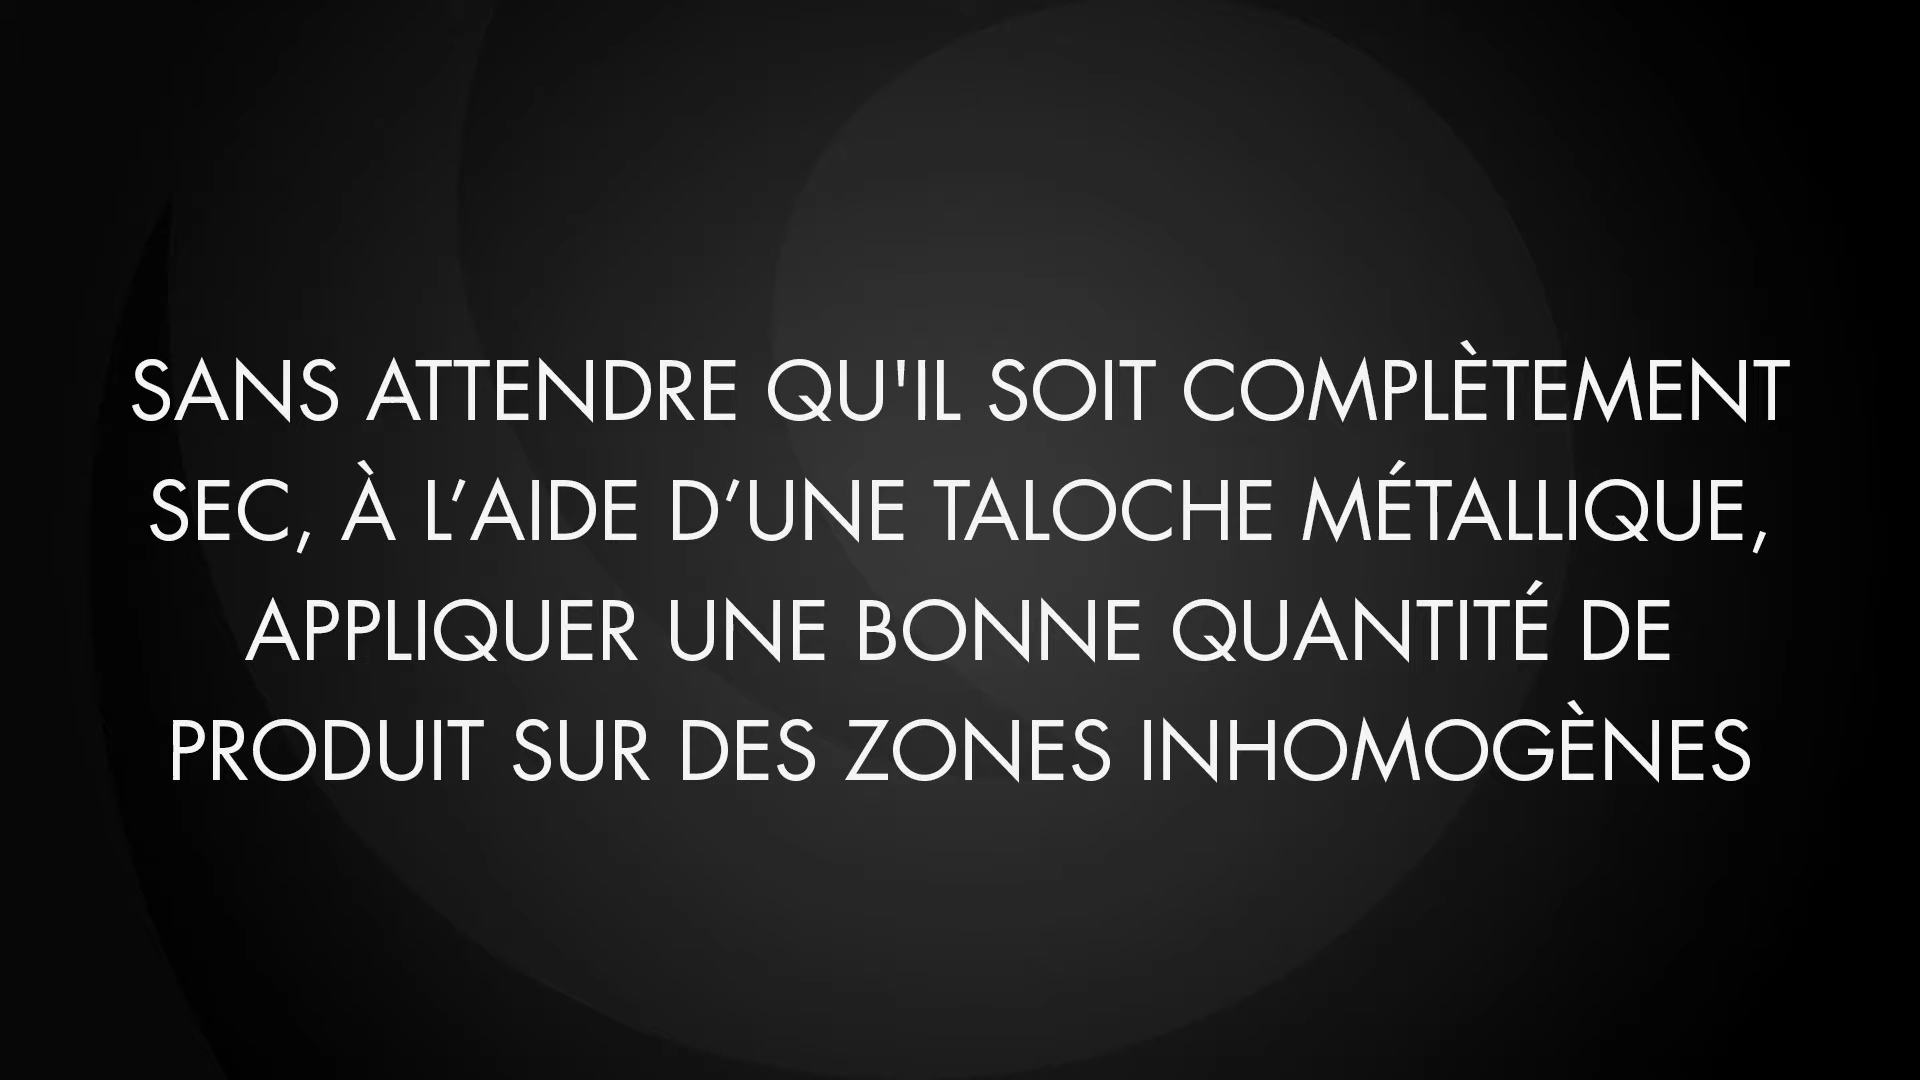 SANS ATTENDRE QU'IL SOIT COMPLÈTEMENT
SEC, À L’AIDE D’UNE TALOCHE MÉTALLIQUE,
APPLIQUER UNE BONNE QUANTITÉ DE
PRODUIT SUR DES ZONES INHOMOGÈNES